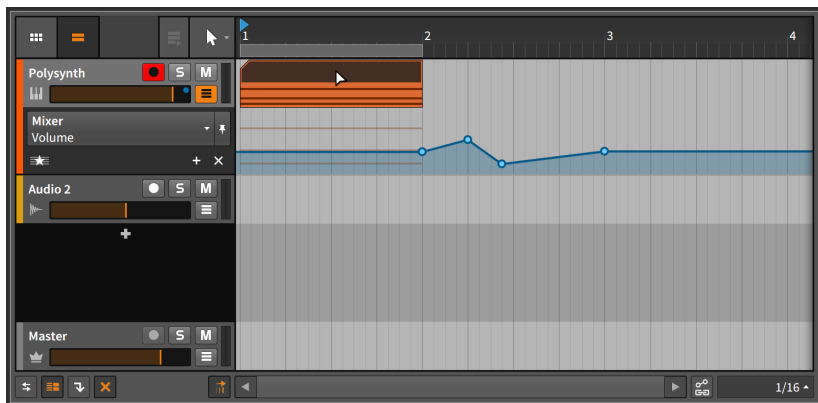 1 2 3 4
Polysynth S M
Mixer
Volume
Audio 2 S M
Master S M
1/16